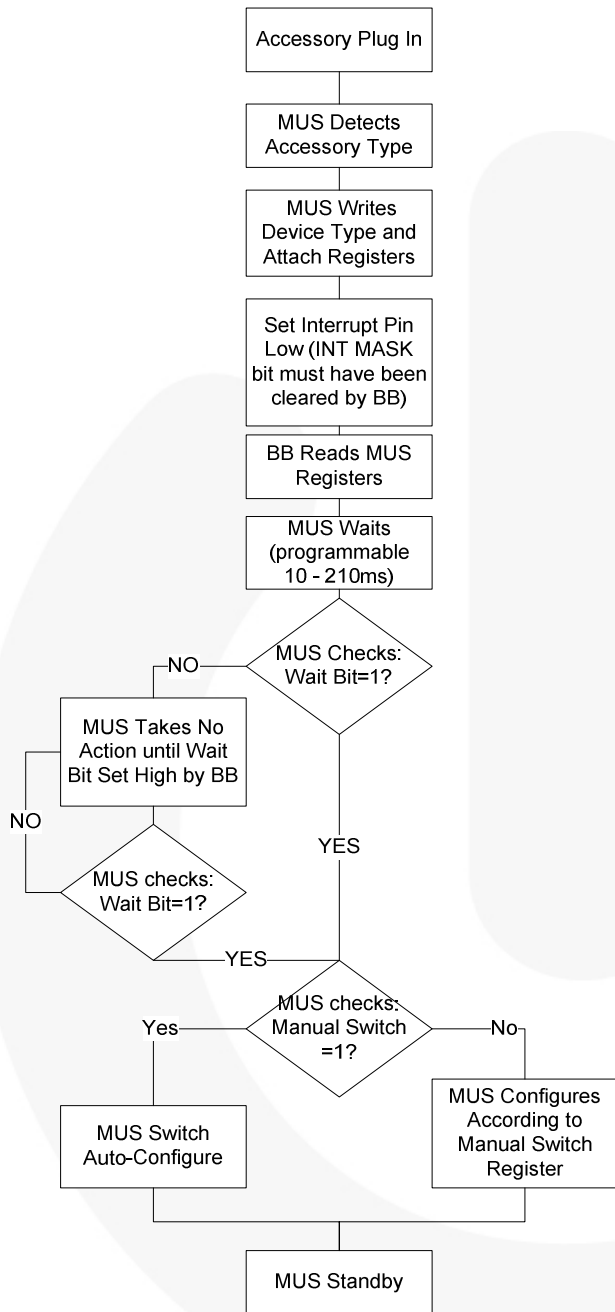 Accessory Plug In
MUS Detects
Accessory Type
MUS Writes
Device Type and
Attach Registers
Set Interrupt Pin
Low (INT MASK
bit must have been
cleared by BB)
BB Reads MUS
Registers
MUS Waits
(programmable
10 - 210ms)
MUS Checks:
Wait Bit=1?
NO
MUS Takes No
Action until Wait
Bit Set High by BB
NO
YES
MUS checks:
Wait Bit=1?
YES
MUS checks:
Manual Switch
=1?
Yes
No
MUS Switch
Auto-Configure
MUS Configures
According to
Manual Switch
Register
MUS Standby